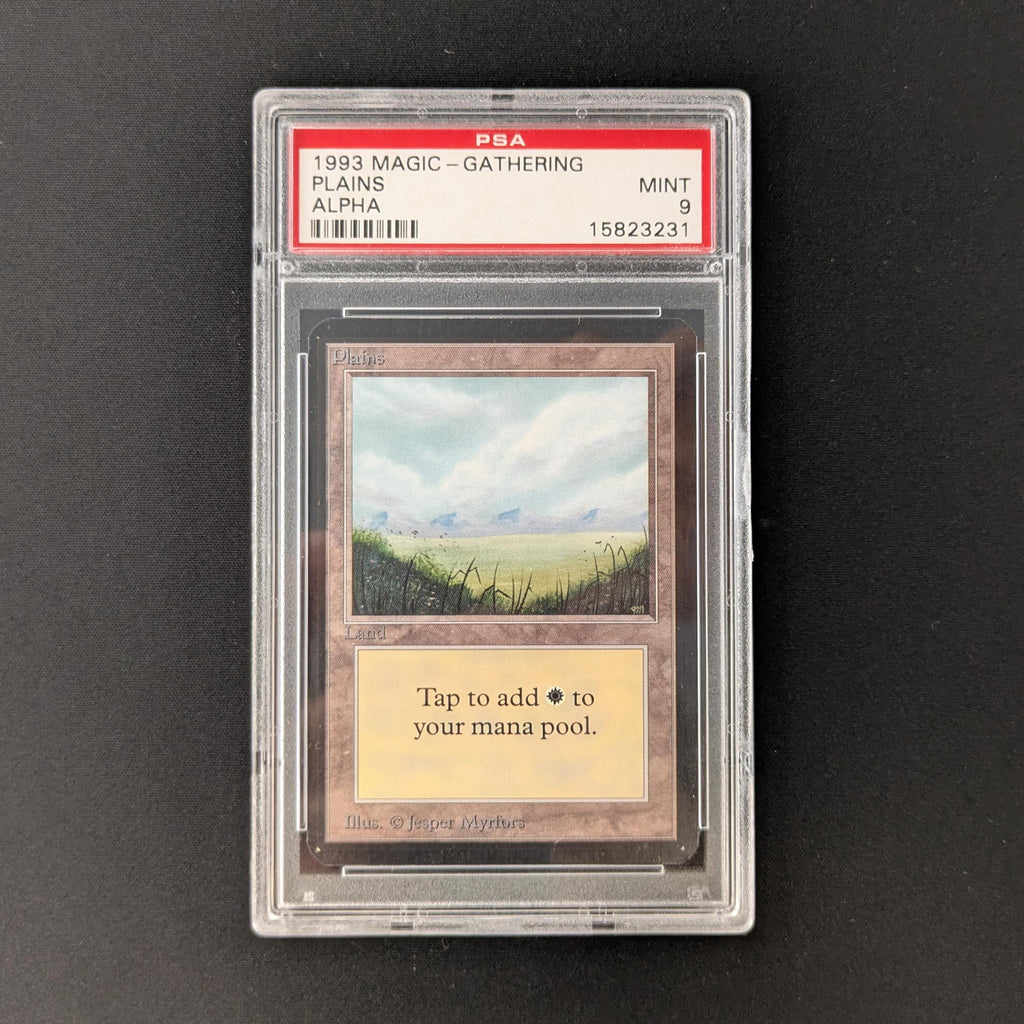 PSA
1993 MAGIC - GATHERING
PLAINS MINT
ALPHA 9
15823231
Plains
Land
Tap to add to
your mana pool.
Illus. © Jesper Myrfors